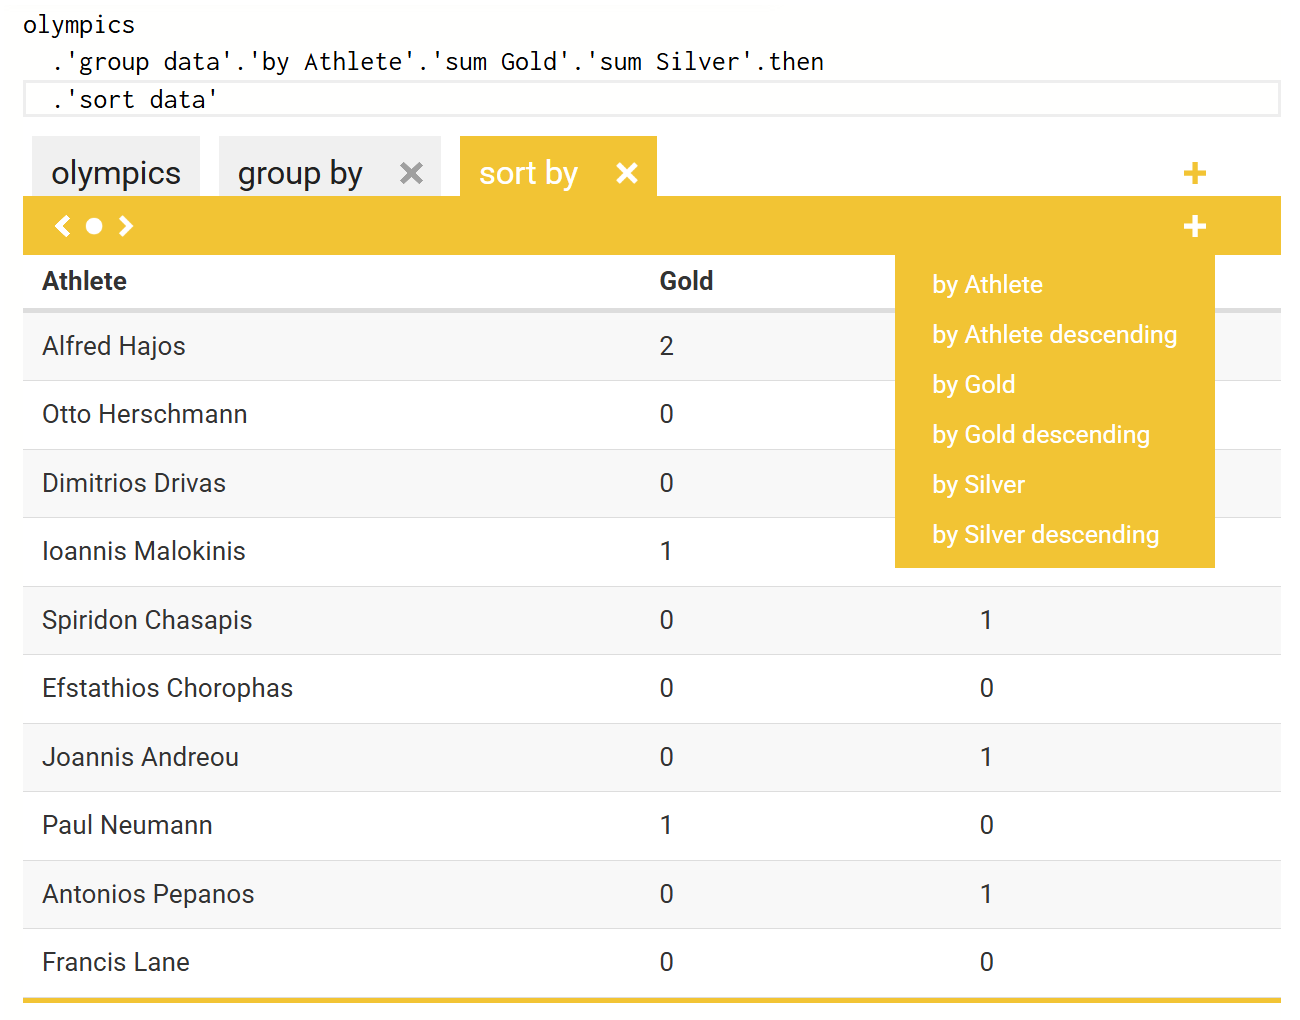 olympics
.'group data'.'by Athlete'.'sum Gold'.'sum Silver'.then
.'sort data'
olympics group by sort by
Athlete Gold
by Athlete
Alfred Hajos 2
by Athlete descending
by Gold
Otto Herschmann 0
by Gold descending
Dimitrios Drivas 0
by Silver
Ioannis Malokinis 1
by Silver descending
Spiridon Chasapis 0 1
Efstathios Chorophas 0 0
Joannis Andreou 0 1
Paul Neumann 1 0
Antonios Pepanos 0 1
Francis Lane 0 0